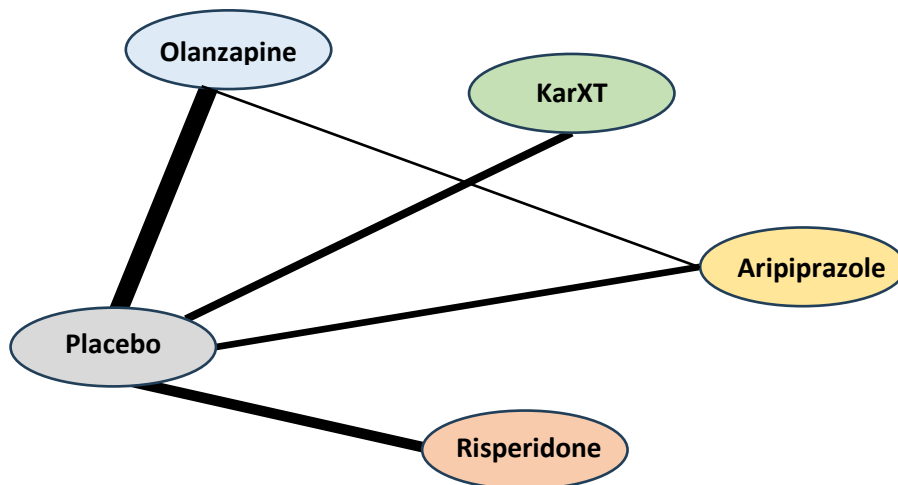 Olanzapine
KarXT
Aripiprazole
Placebo
Risperidone